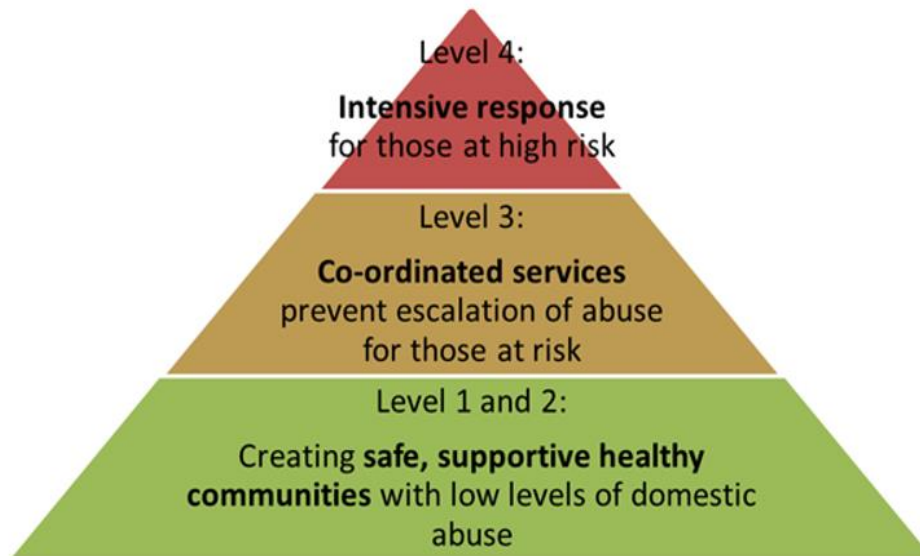 Level 4:
Intensive response
for those at high risk
Level 3:
Co-ordinated services
prevent escalation of abuse
for those at risk
Level 1 and 2:
Creating safe, supportive healthy
communities with low levels of domestic
abuse